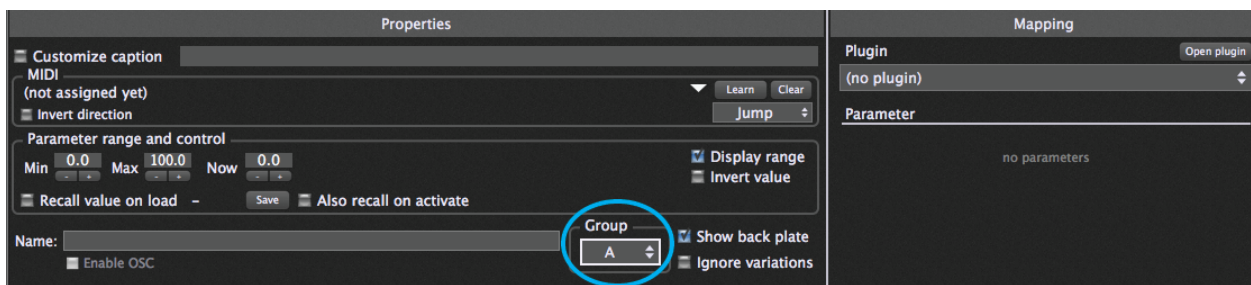 Properties
Customize caption
MIDI
(not assigned yet)
Learn Clear
Invert direction
Jump
Parameter range and control
Min 0.0 Max 100.0 Now 0.0
- + - + - +
Display range
Invert value
Recall value on load - Save Also recall on activate
Name:
Enable OSC
Group
A
Show back plate
Ignore variations
Mapping
Plugin Open plugin
(no plugin)
Parameter
no parameters